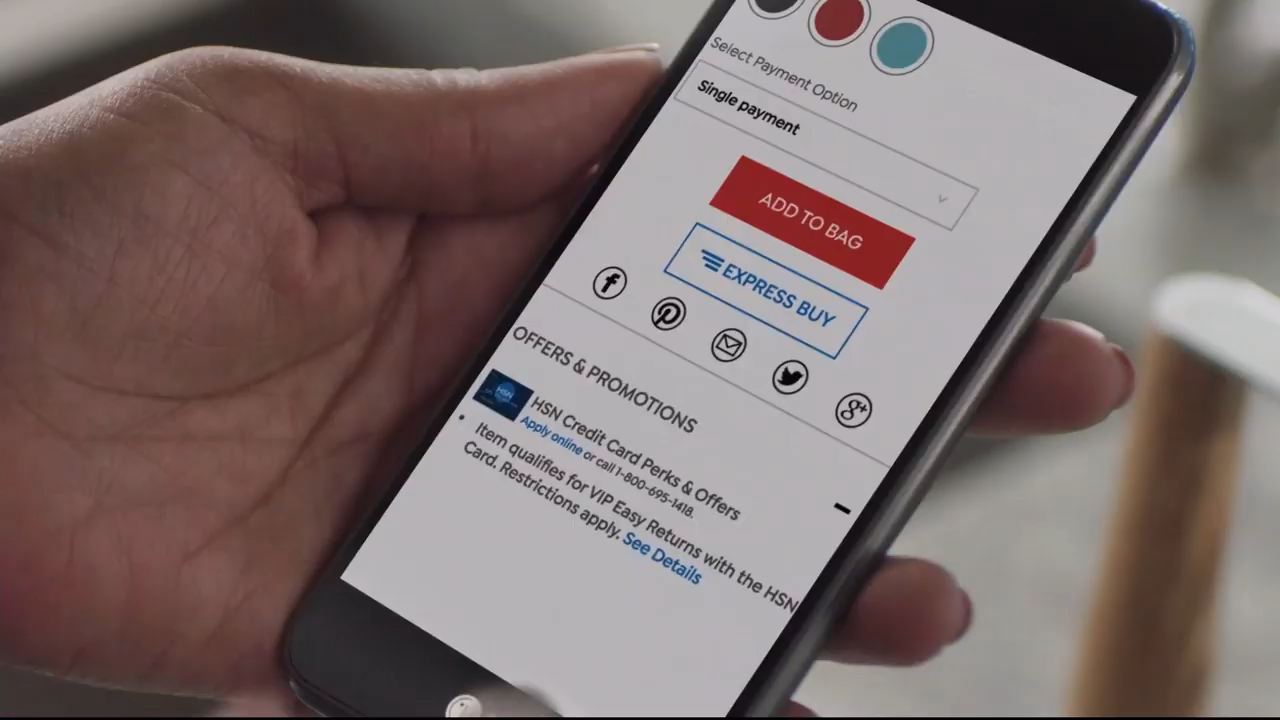 Select Payment Option
Single payment
ADD TO BAG
EXPRESS BUY
OFFERS & PROMOTIONS
HSN
HSN Credit Card Perks & Offers
Apply online or call 1-800-695-1418.
Item qualifies for VIP Easy Returns with the HSN
Card. Restrictions apply. See Details